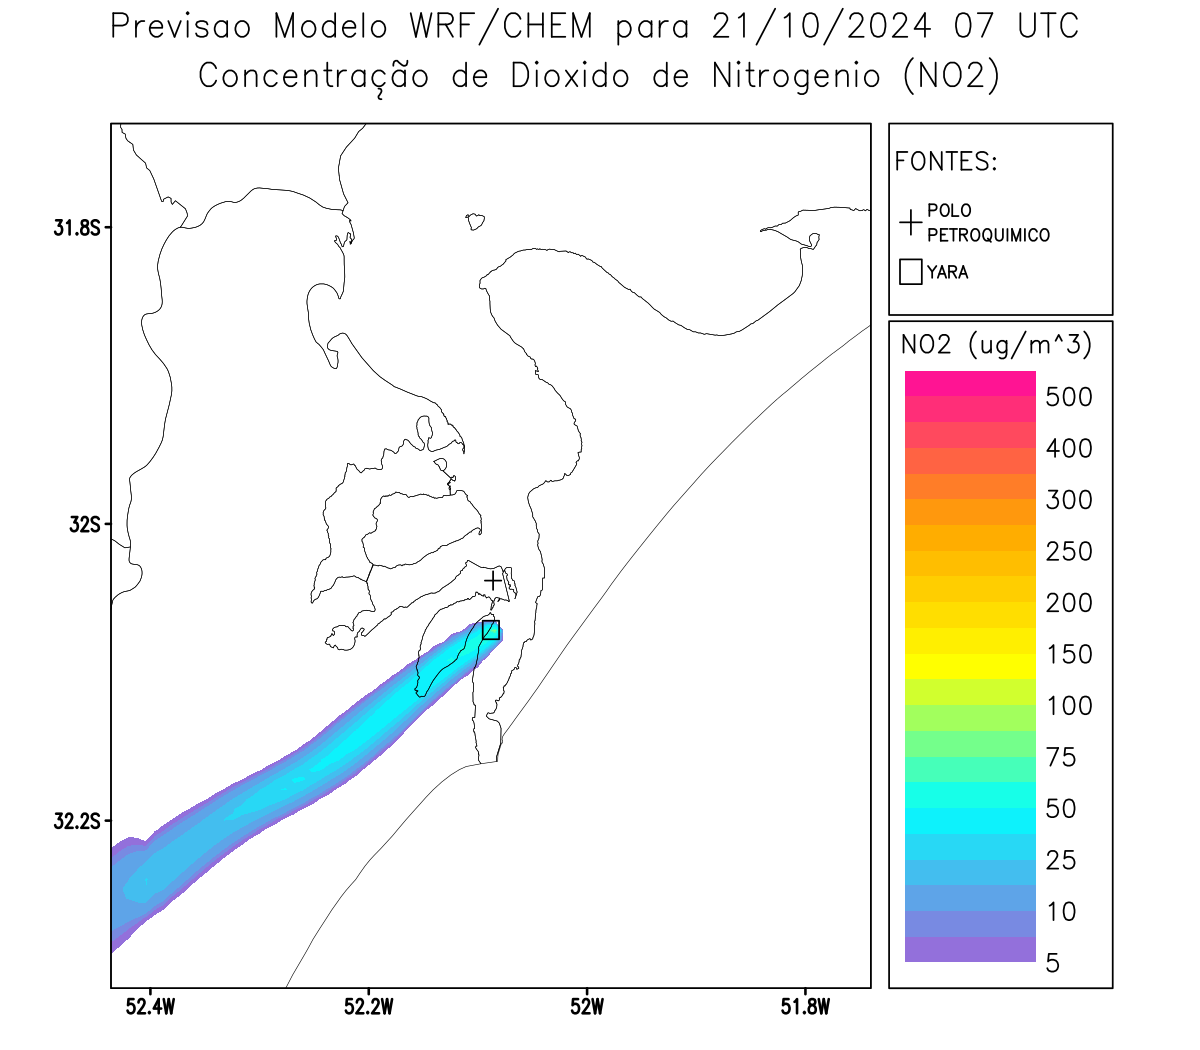 Previsao Modelo WRF/CHEM para 21/10/2024 07 UTC
Concentração de Dioxido de Nitrogenio (NO2)
FONTES:
POLO
PETROQUIMICO
YARA
NO2 (ug/m^3)
500
400
300
250
200
150
100
75
50
25
10
5
31.8S
32S
32.2S
52.4W
52.2W
52W
51.8W